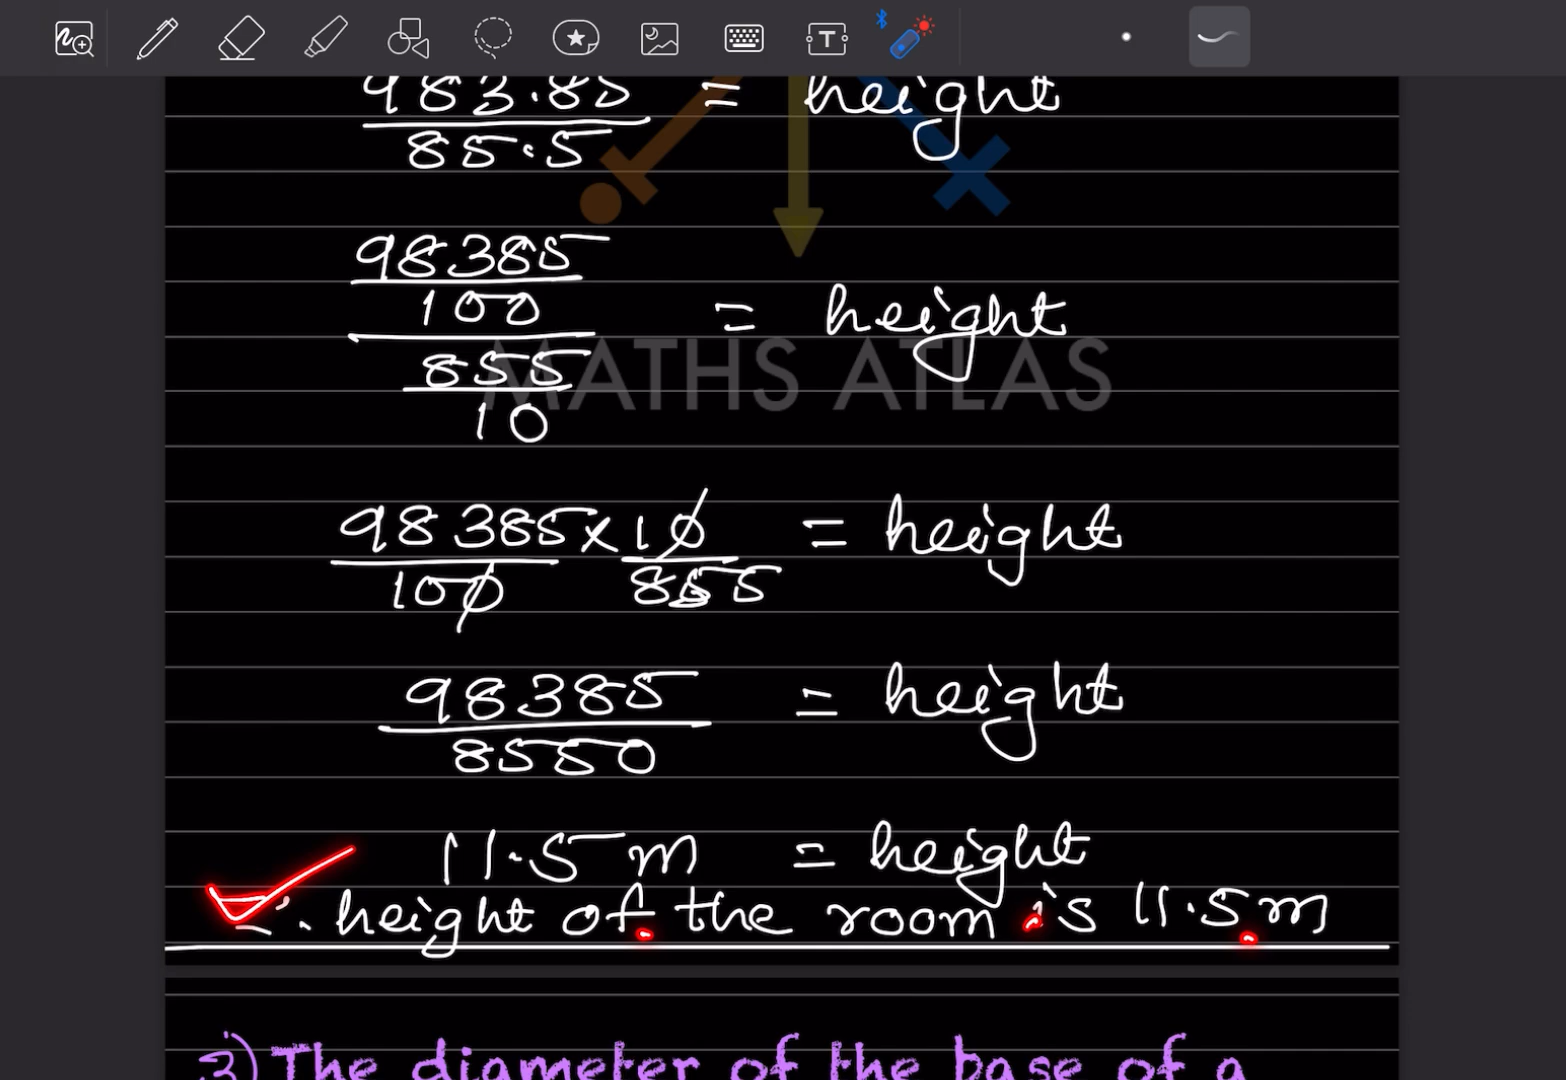 983.85 = height
85.5
98385
100
= height
855
10
MATHS ATLAS
98385 × 10 = height
100 855
98385 = height
8550
11.5 m = height
∴ height of the room is 11.5 m
3) The diameter of the base of a